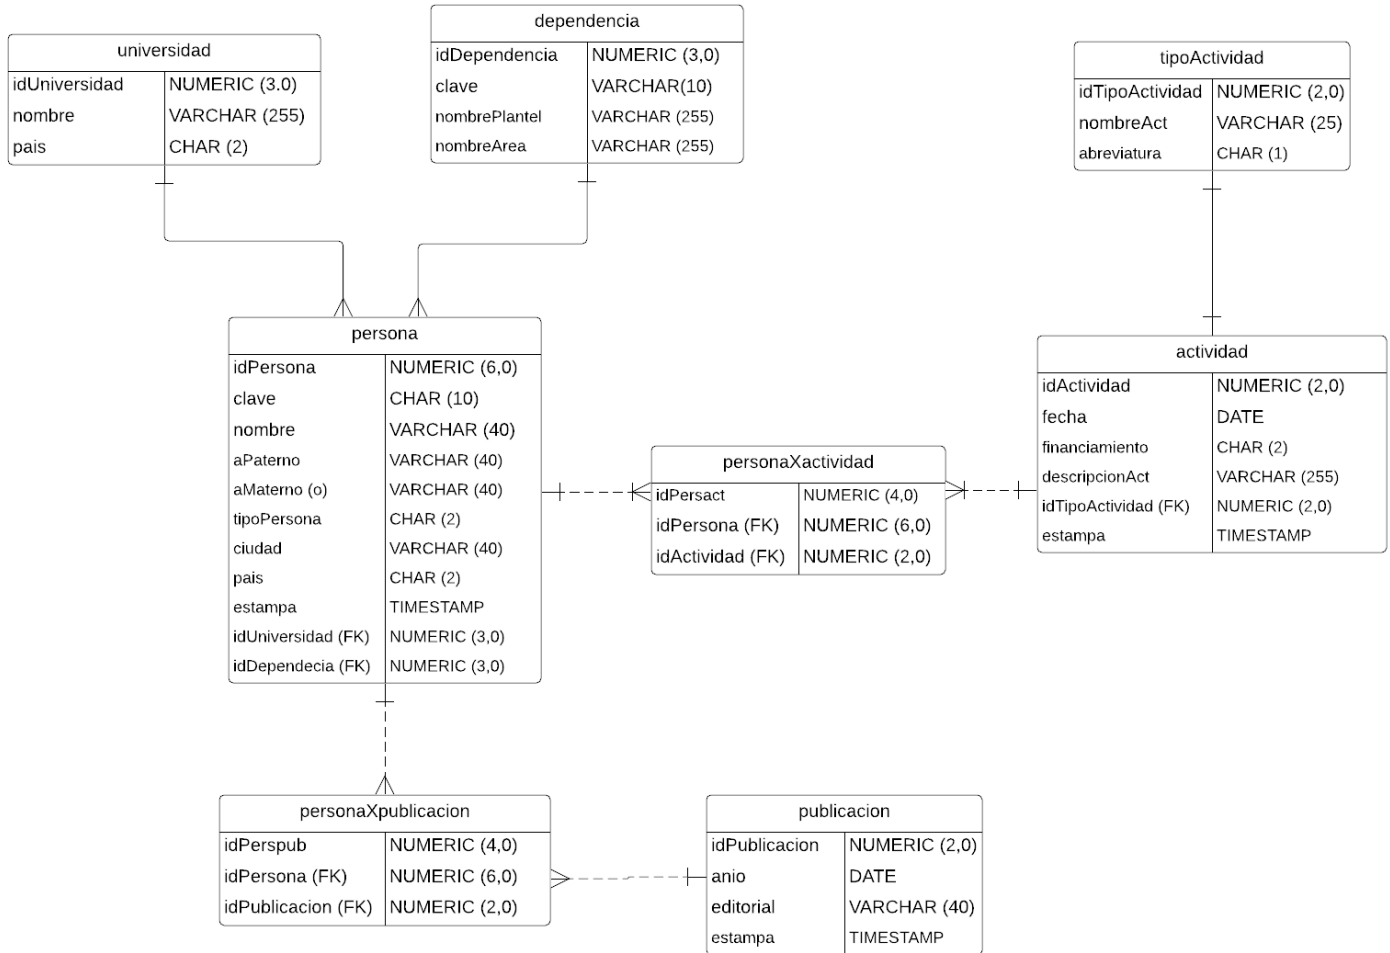 universidad
idUniversidad NUMERIC (3.0)
nombre VARCHAR (255)
pais CHAR (2)
dependencia
idDependencia NUMERIC (3,0)
clave VARCHAR(10)
nombrePlantel VARCHAR (255)
nombreArea VARCHAR (255)
tipoActividad
idTipoActividad NUMERIC (2,0)
nombreAct VARCHAR (25)
abreviatura CHAR (1)
persona
idPersona NUMERIC (6,0)
clave CHAR (10)
nombre VARCHAR (40)
aPaterno VARCHAR (40)
aMaterno (o) VARCHAR (40)
tipoPersona CHAR (2)
ciudad VARCHAR (40)
pais CHAR (2)
estampa TIMESTAMP
idUniversidad (FK) NUMERIC (3,0)
idDependecia (FK) NUMERIC (3,0)
personaXactividad
idPersact NUMERIC (4,0)
idPersona (FK) NUMERIC (6,0)
idActividad (FK) NUMERIC (2,0)
actividad
idActividad NUMERIC (2,0)
fecha DATE
financiamiento CHAR (2)
descripcionAct VARCHAR (255)
idTipoActividad (FK) NUMERIC (2,0)
estampa TIMESTAMP
personaXpublicacion
idPerspub NUMERIC (4,0)
idPersona (FK) NUMERIC (6,0)
idPublicacion (FK) NUMERIC (2,0)
publicacion
idPublicacion NUMERIC (2,0)
anio DATE
editorial VARCHAR (40)
estampa TIMESTAMP